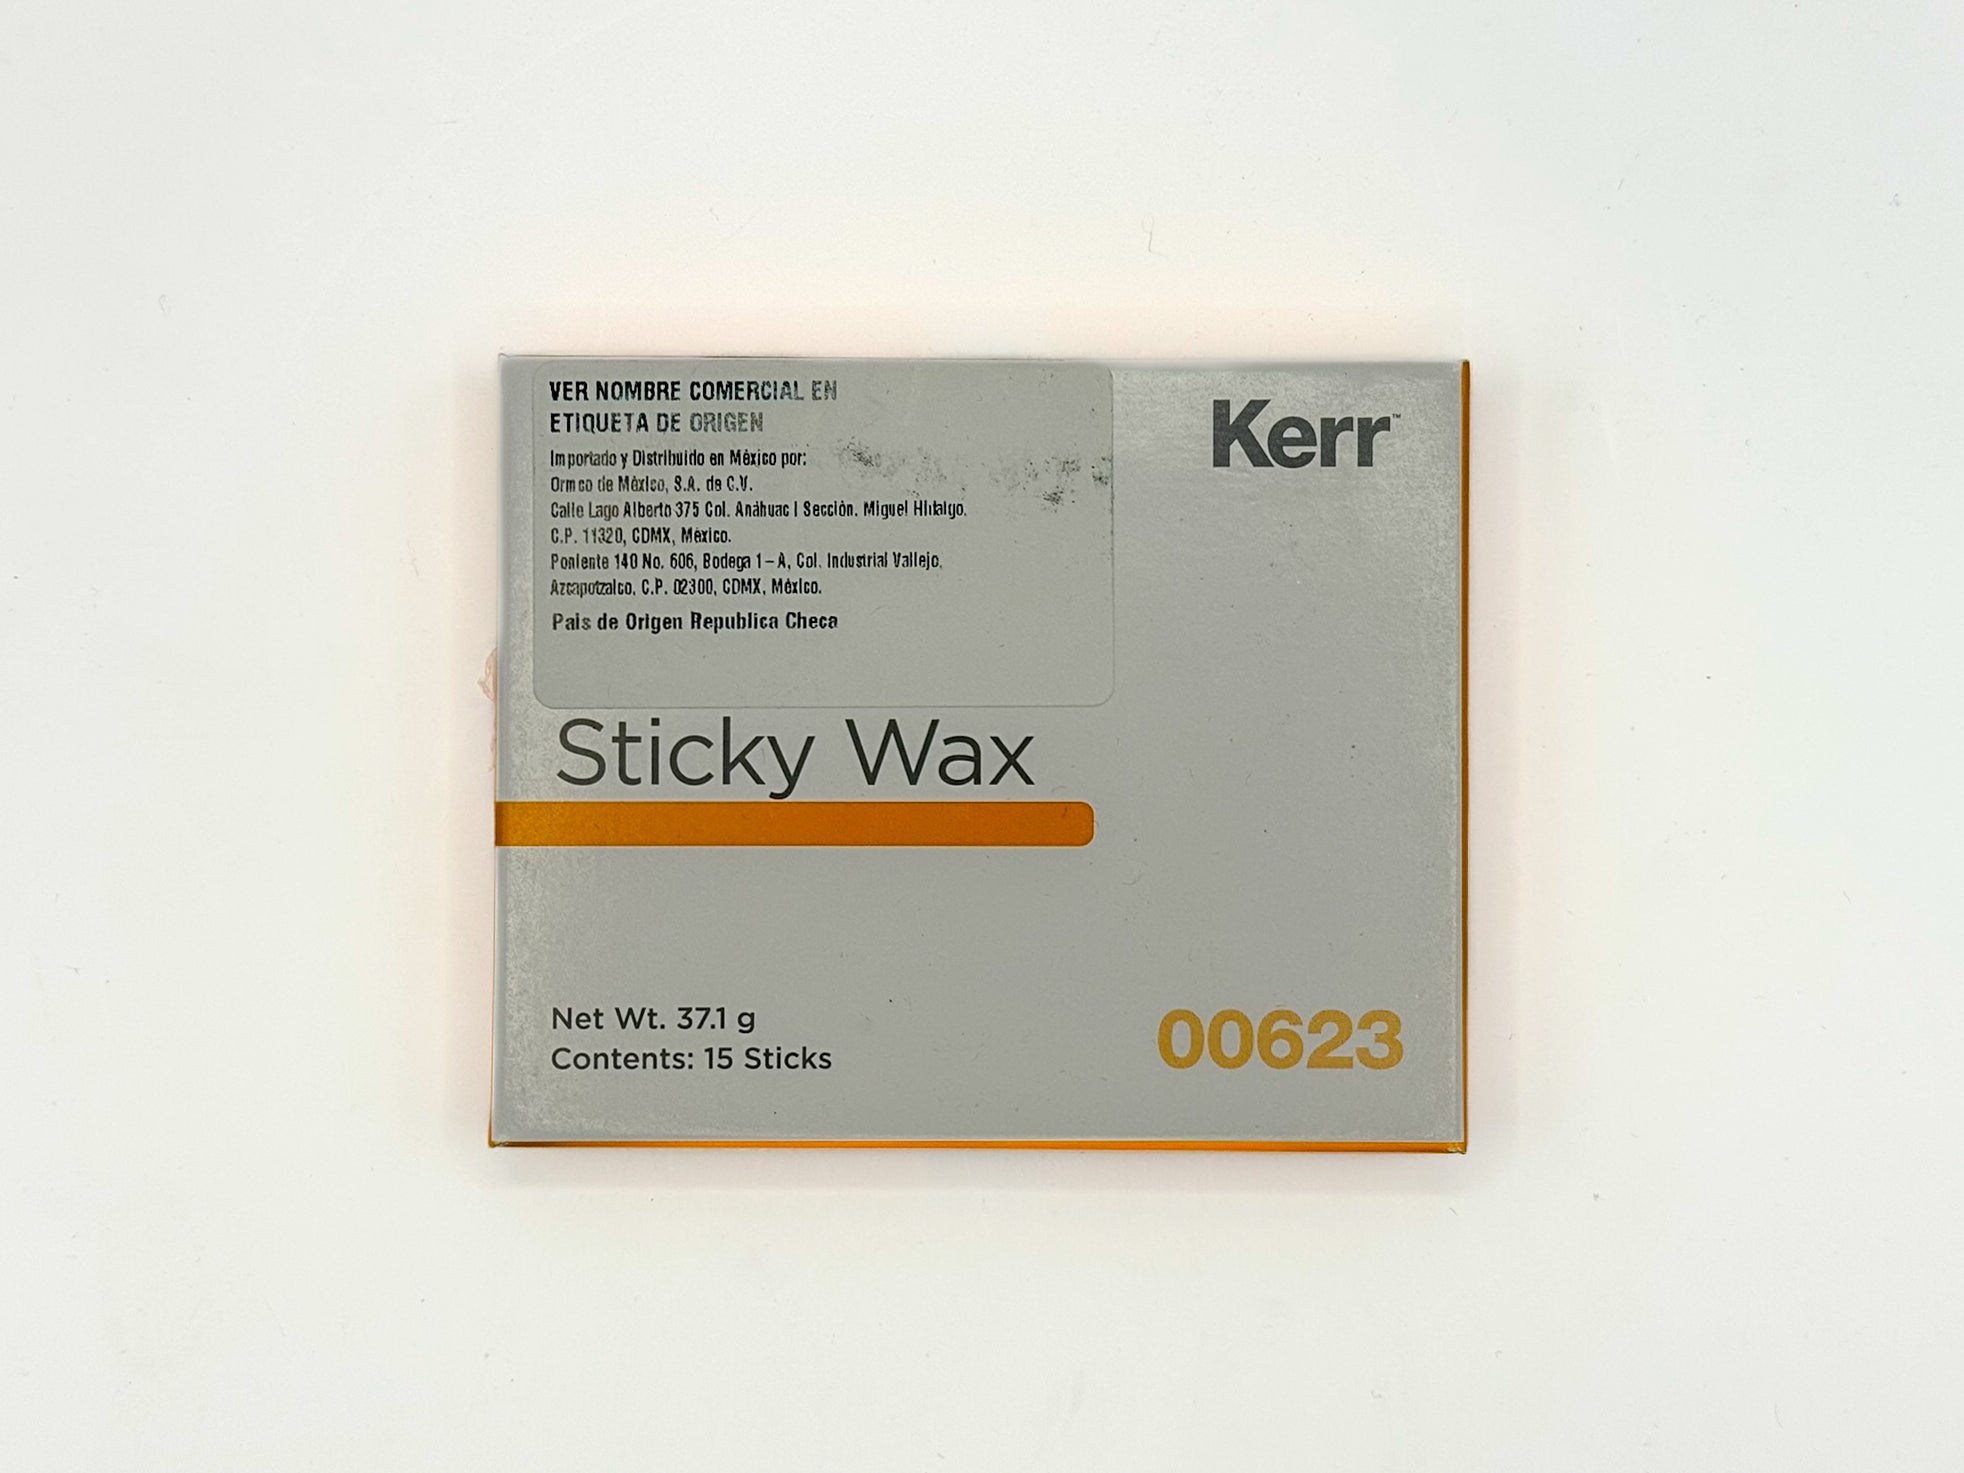 VER NOMBRE COMERCIAL EN
ETIQUETA DE ORIGEN
Importado y Distribuido en México por:
Ormco de México, S.A. de C.V.
Calle Lago Alberto 375 Col. Anáhuac I Sección. Miguel Hidalgo.
C.P. 11320, CDMX, México.
Poniente 140 No. 606, Bodega 1-A, Col. Industrial Vallejo,
Azcapotzalco, C.P. 02300, CDMX, México.
Pais de Origen Republica Checa
Kerr™
Sticky Wax
Net Wt. 37.1 g
Contents: 15 Sticks
00623